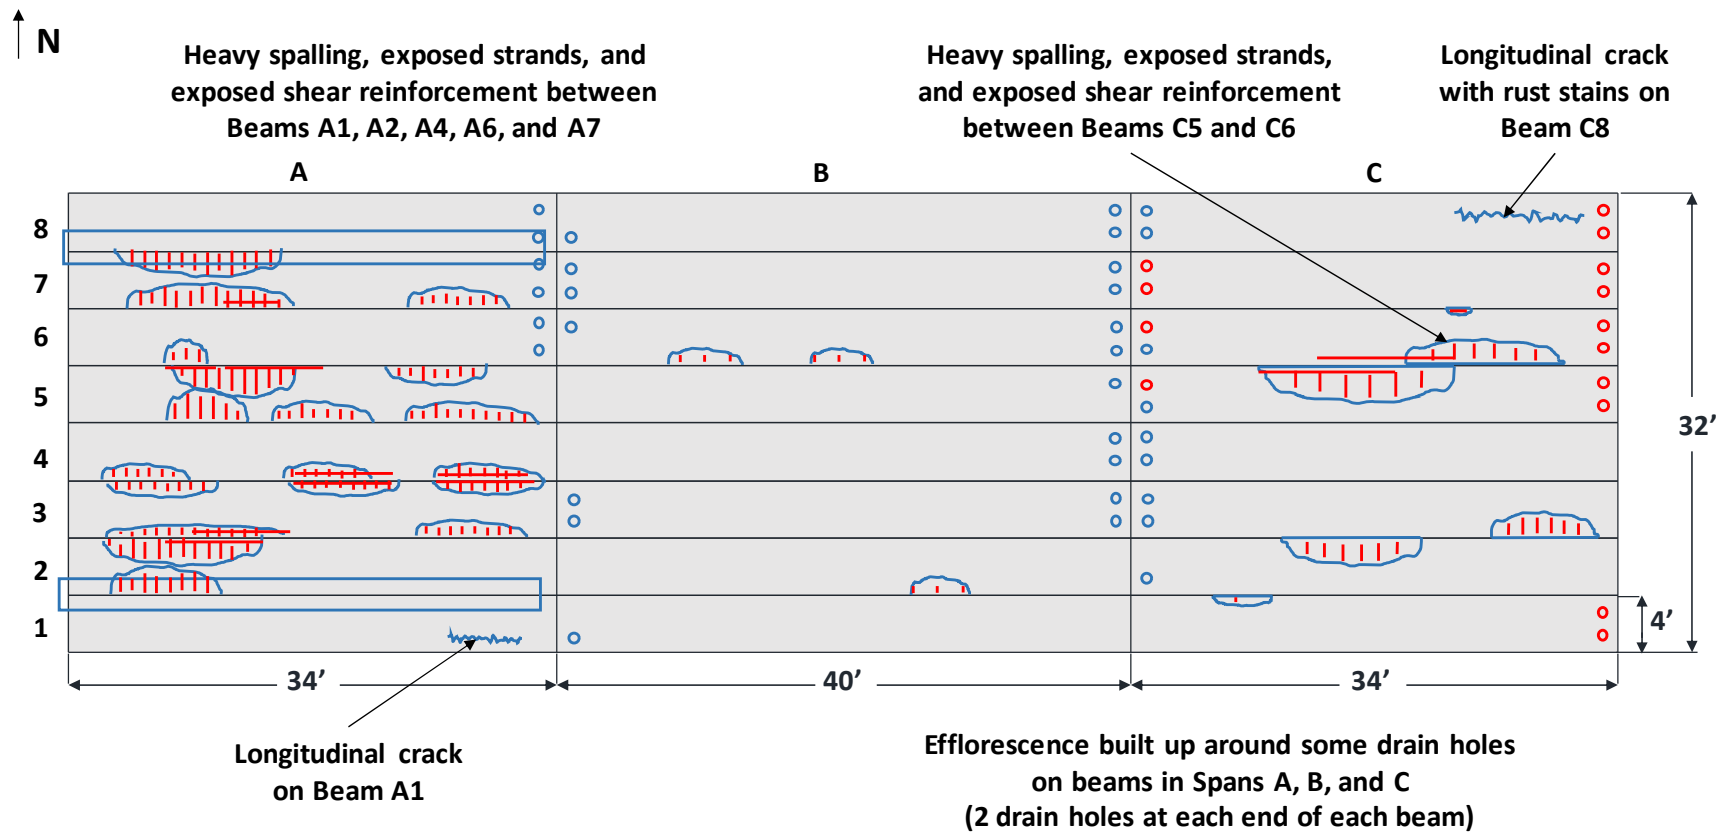 N
Heavy spalling, exposed strands, and
exposed shear reinforcement between
Beams A1, A2, A4, A6, and A7
Heavy spalling, exposed strands,
and exposed shear reinforcement
between Beams C5 and C6
Longitudinal crack
with rust stains on
Beam C8
A
B
C
8
7
6
5
4
3
2
1
32’
4’
34’
40’
34’
Longitudinal crack
on Beam A1
Efflorescence built up around some drain holes
on beams in Spans A, B, and C
(2 drain holes at each end of each beam)